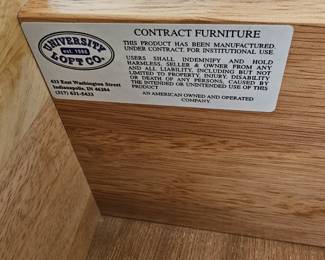 UNIVERSITY
est. 1986
LOFT CO.
433 East Washington Street
Indianapolis, IN 46204
(317) 631-5433
CONTRACT FURNITURE
THIS PRODUCT HAS BEEN MANUFACTURED
UNDER CONTRACT, FOR INSTITUTIONAL USE.
USERS SHALL INDEMNIFY AND HOLD
HARMLESS, SELLER & OWNER FROM ANY
AND ALL LIABILITY, INCLUDING BUT NOT
LIMITED TO PROPERTY, INJURY, DISABILITY
OR DEATH OF ANY PERSONS, CAUSED BY
THE INTENDED OR UNINTENDED USE OF THIS
PRODUCT
AN AMERICAN OWNED AND OPERATED
COMPANY.